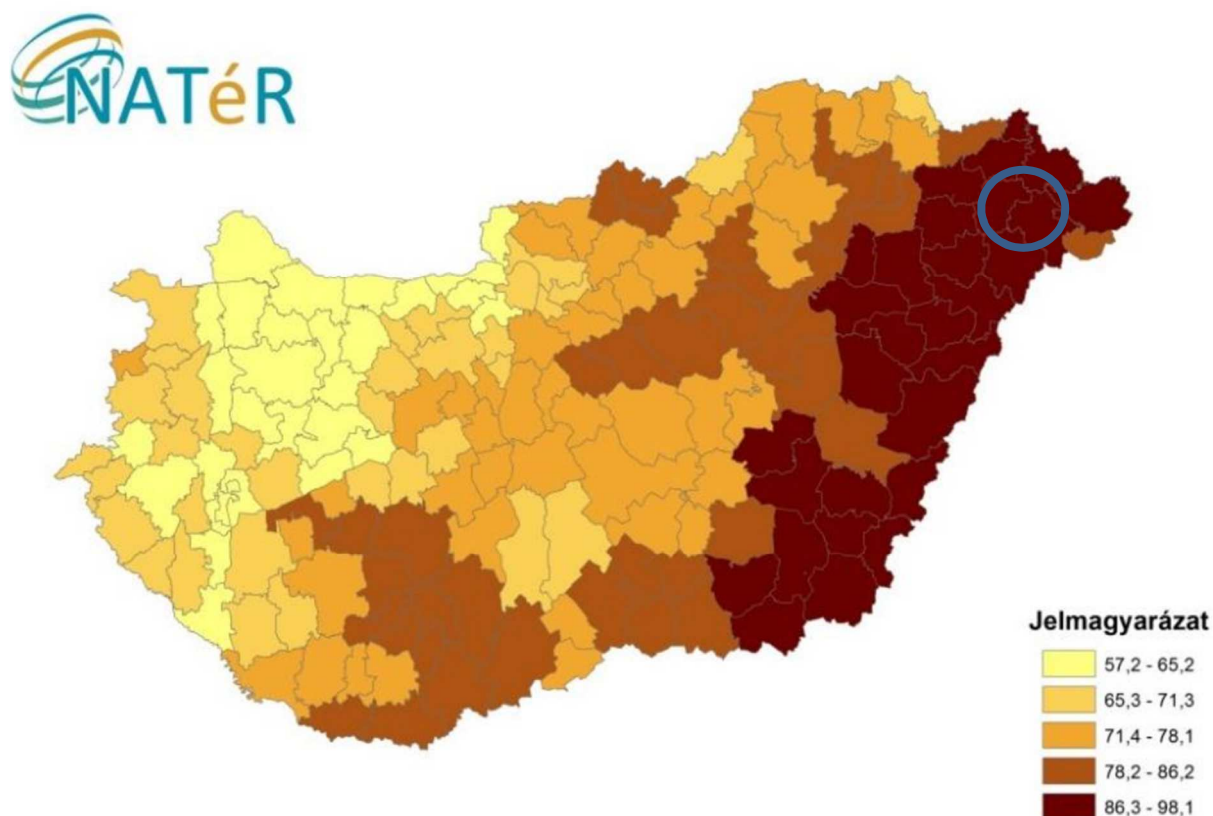 NATéR
Jelmagyarázat
57,2 - 65,2
65,3 - 71,3
71,4 - 78,1
78,2 - 86,2
86,3 - 98,1